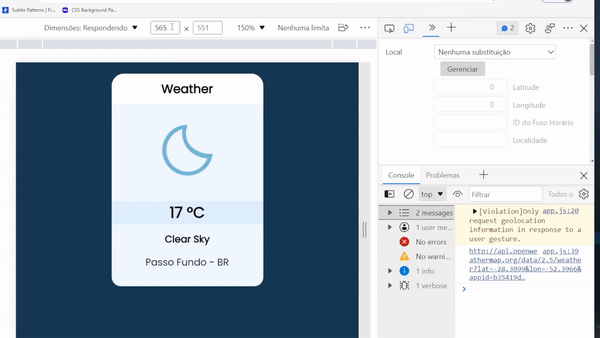 Subtle Patterns | Fr...
CSS Background Pa...
Dimensões: Respondendo
565
×
551
150%
Nenhuma limita
2
Local
Nenhuma substituição
Gerenciar
0
Latitude
0
Longitude
ID do Fuso Horário
Localidade
Weather
17 ºC
Clear Sky
Passo Fundo - BR
Console
Problemas
top
Filtrar
Todos o
2 messages
1 user me...
No errors
No warni...
1 info
1 verbose
[Violation]Only app.js:20
request geolocation
information in response to
a user gesture.
http://api.openwe app.js:39
athermap.org/data/2.5/weathe
r?lat=-28.3099&lon=-52.3966&
appid=b35419d…